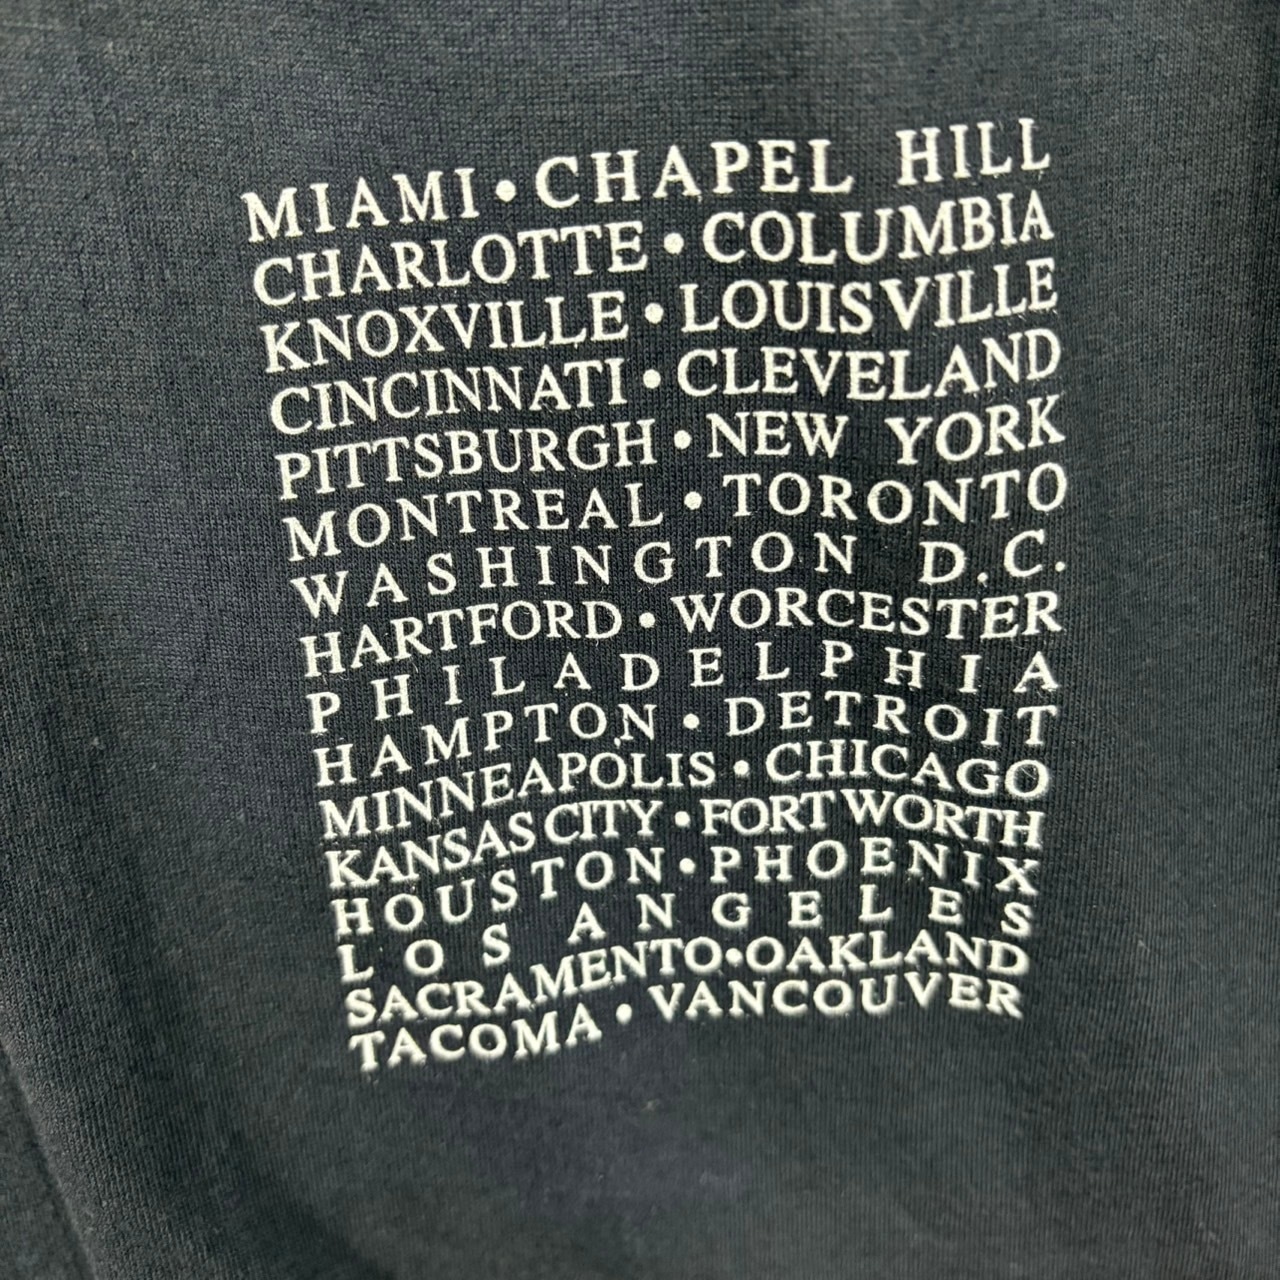 MIAMI • CHAPEL HILL
CHARLOTTE • COLUMBIA
KNOXVILLE • LOUISVILLE
CINCINNATI • CLEVELAND
PITTSBURGH • NEW YORK
MONTREAL • TORONTO
WASHINGTON D.C.
HARTFORD • WORCESTER
PHILADELPHIA
HAMPTON • DETROIT
MINNEAPOLIS • CHICAGO
KANSAS CITY • FORT WORTH
HOUSTON • PHOENIX
LOS ANGELES
SACRAMENTO • OAKLAND
TACOMA • VANCOUVER